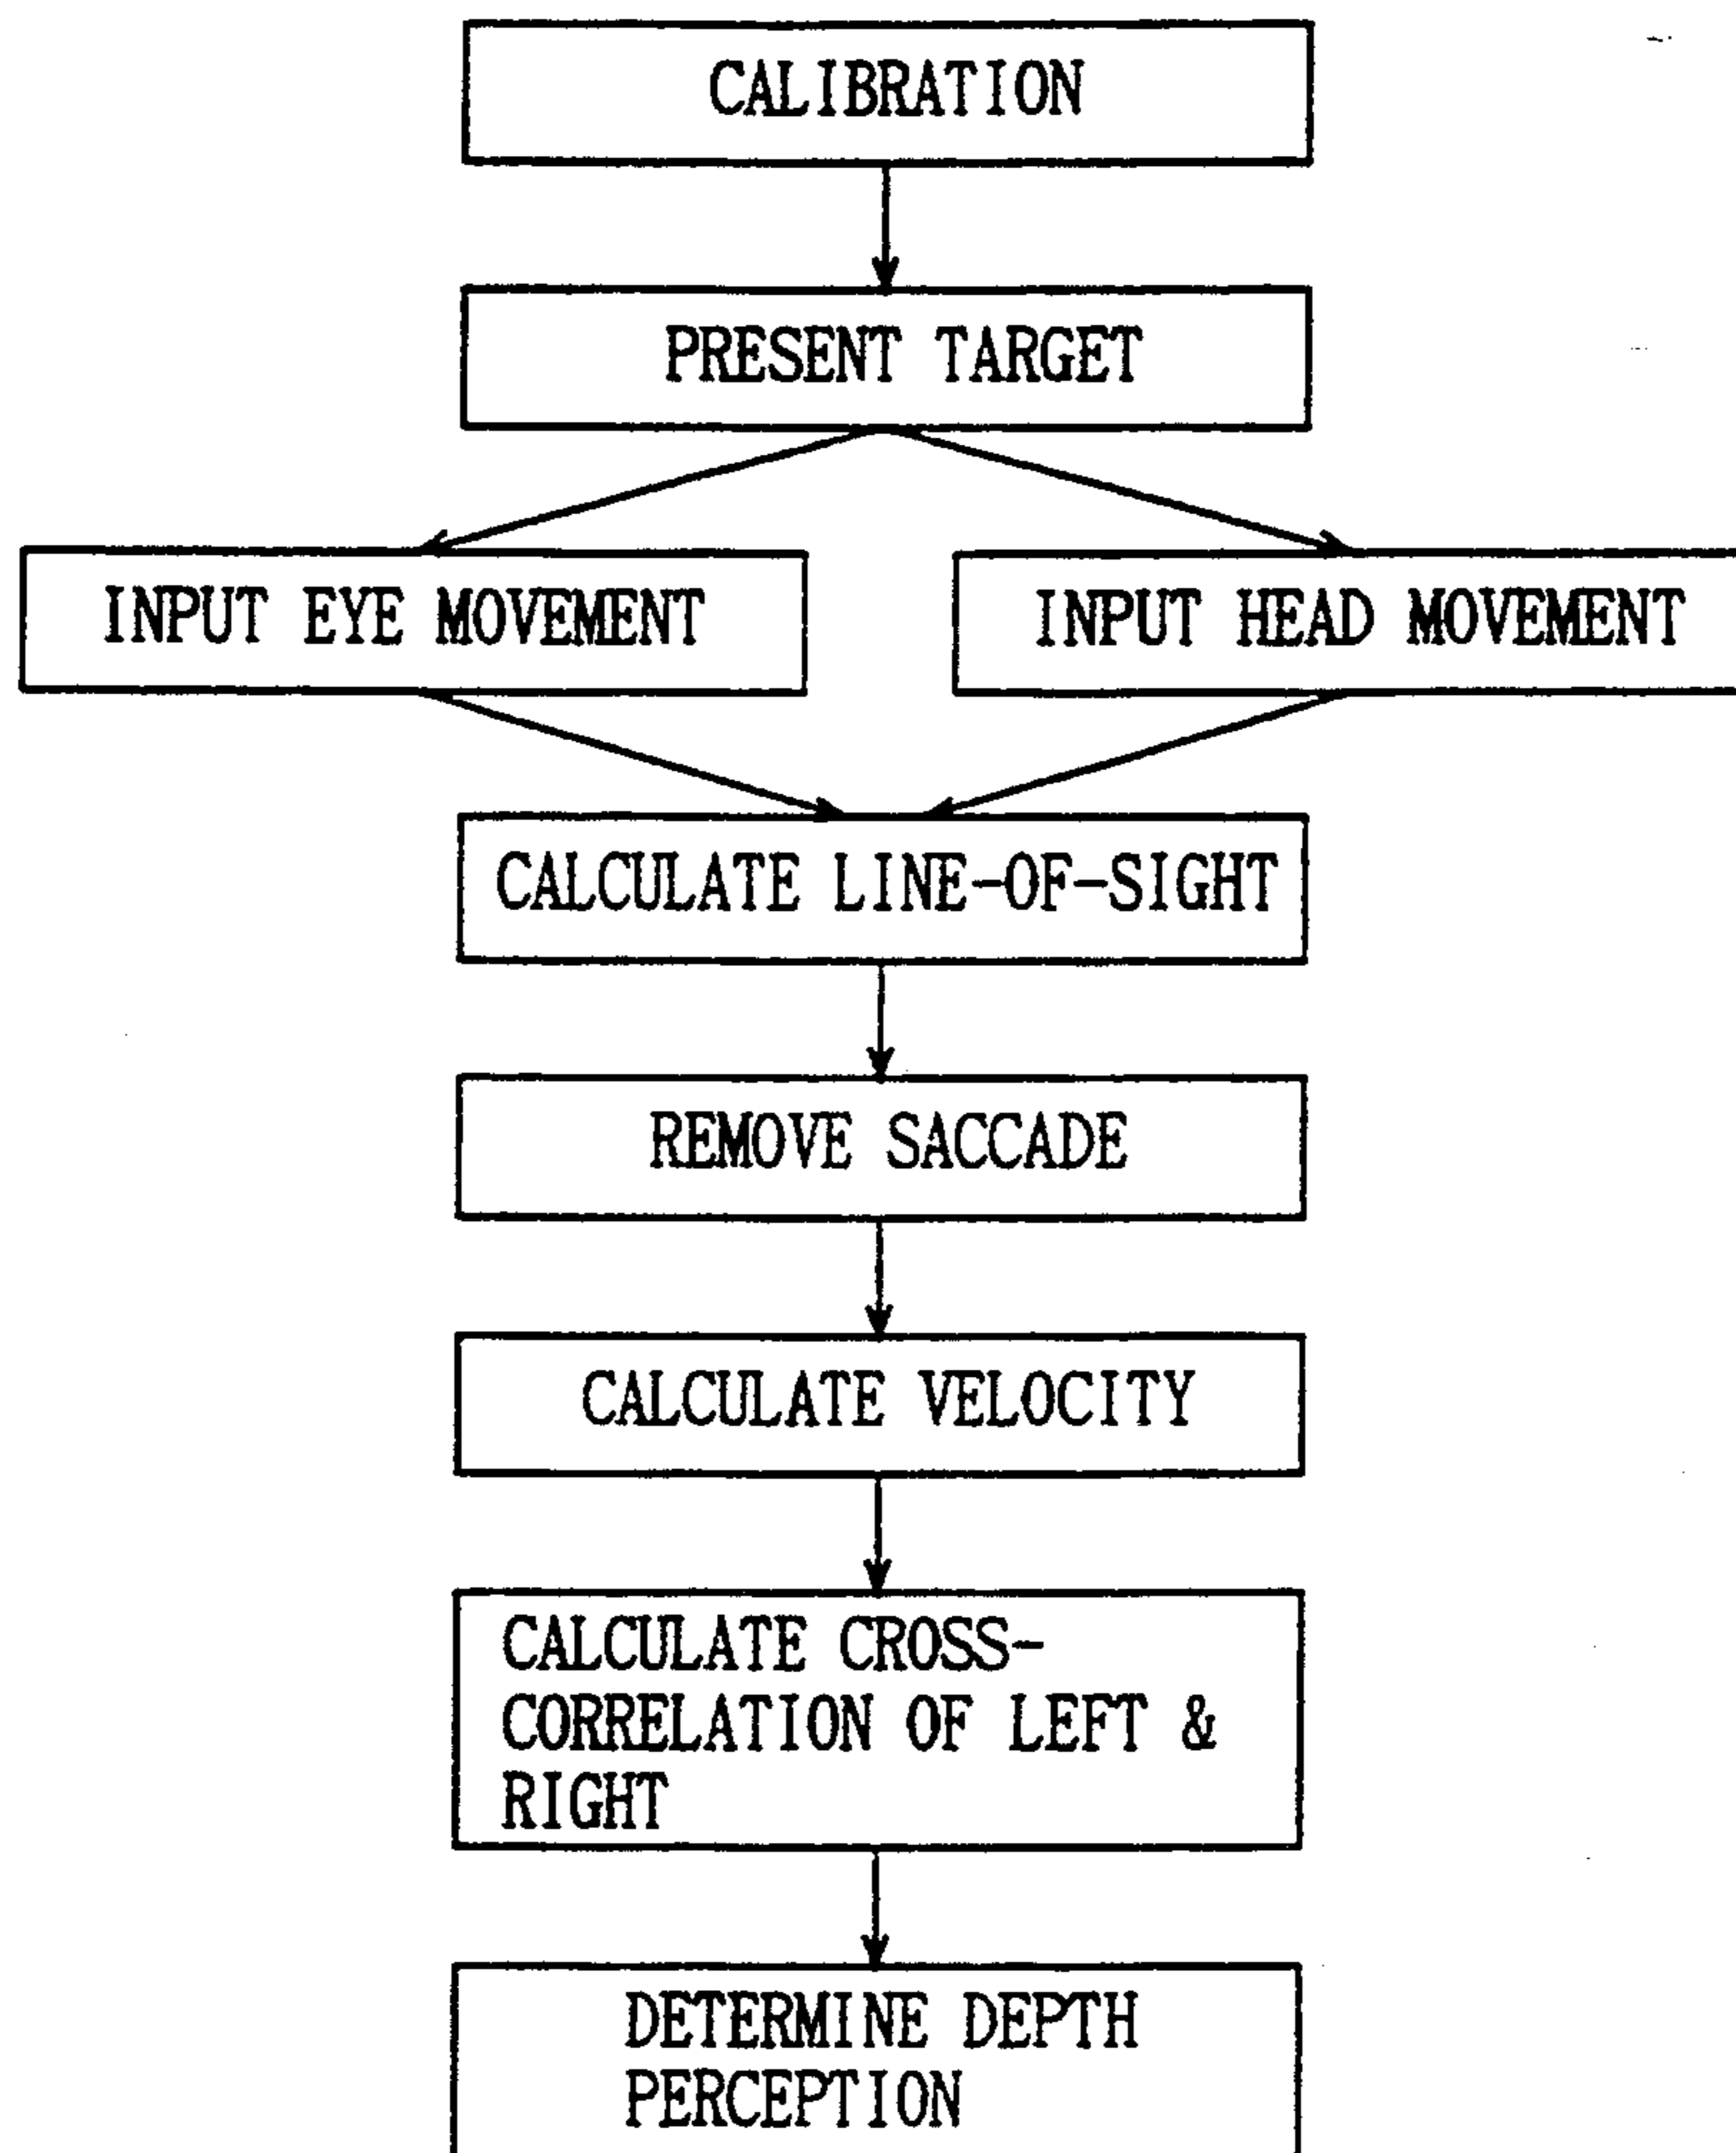 CALIBRATION
PRESENT TARGET
INPUT EYE MOVEMENT
INPUT HEAD MOVEMENT
CALCULATE LINE-OF-SIGHT
REMOVE SACCADE
CALCULATE VELOCITY
CALCULATE CROSS-
CORRELATION OF LEFT &
RIGHT
DETERMINE DEPTH
PERCEPTION